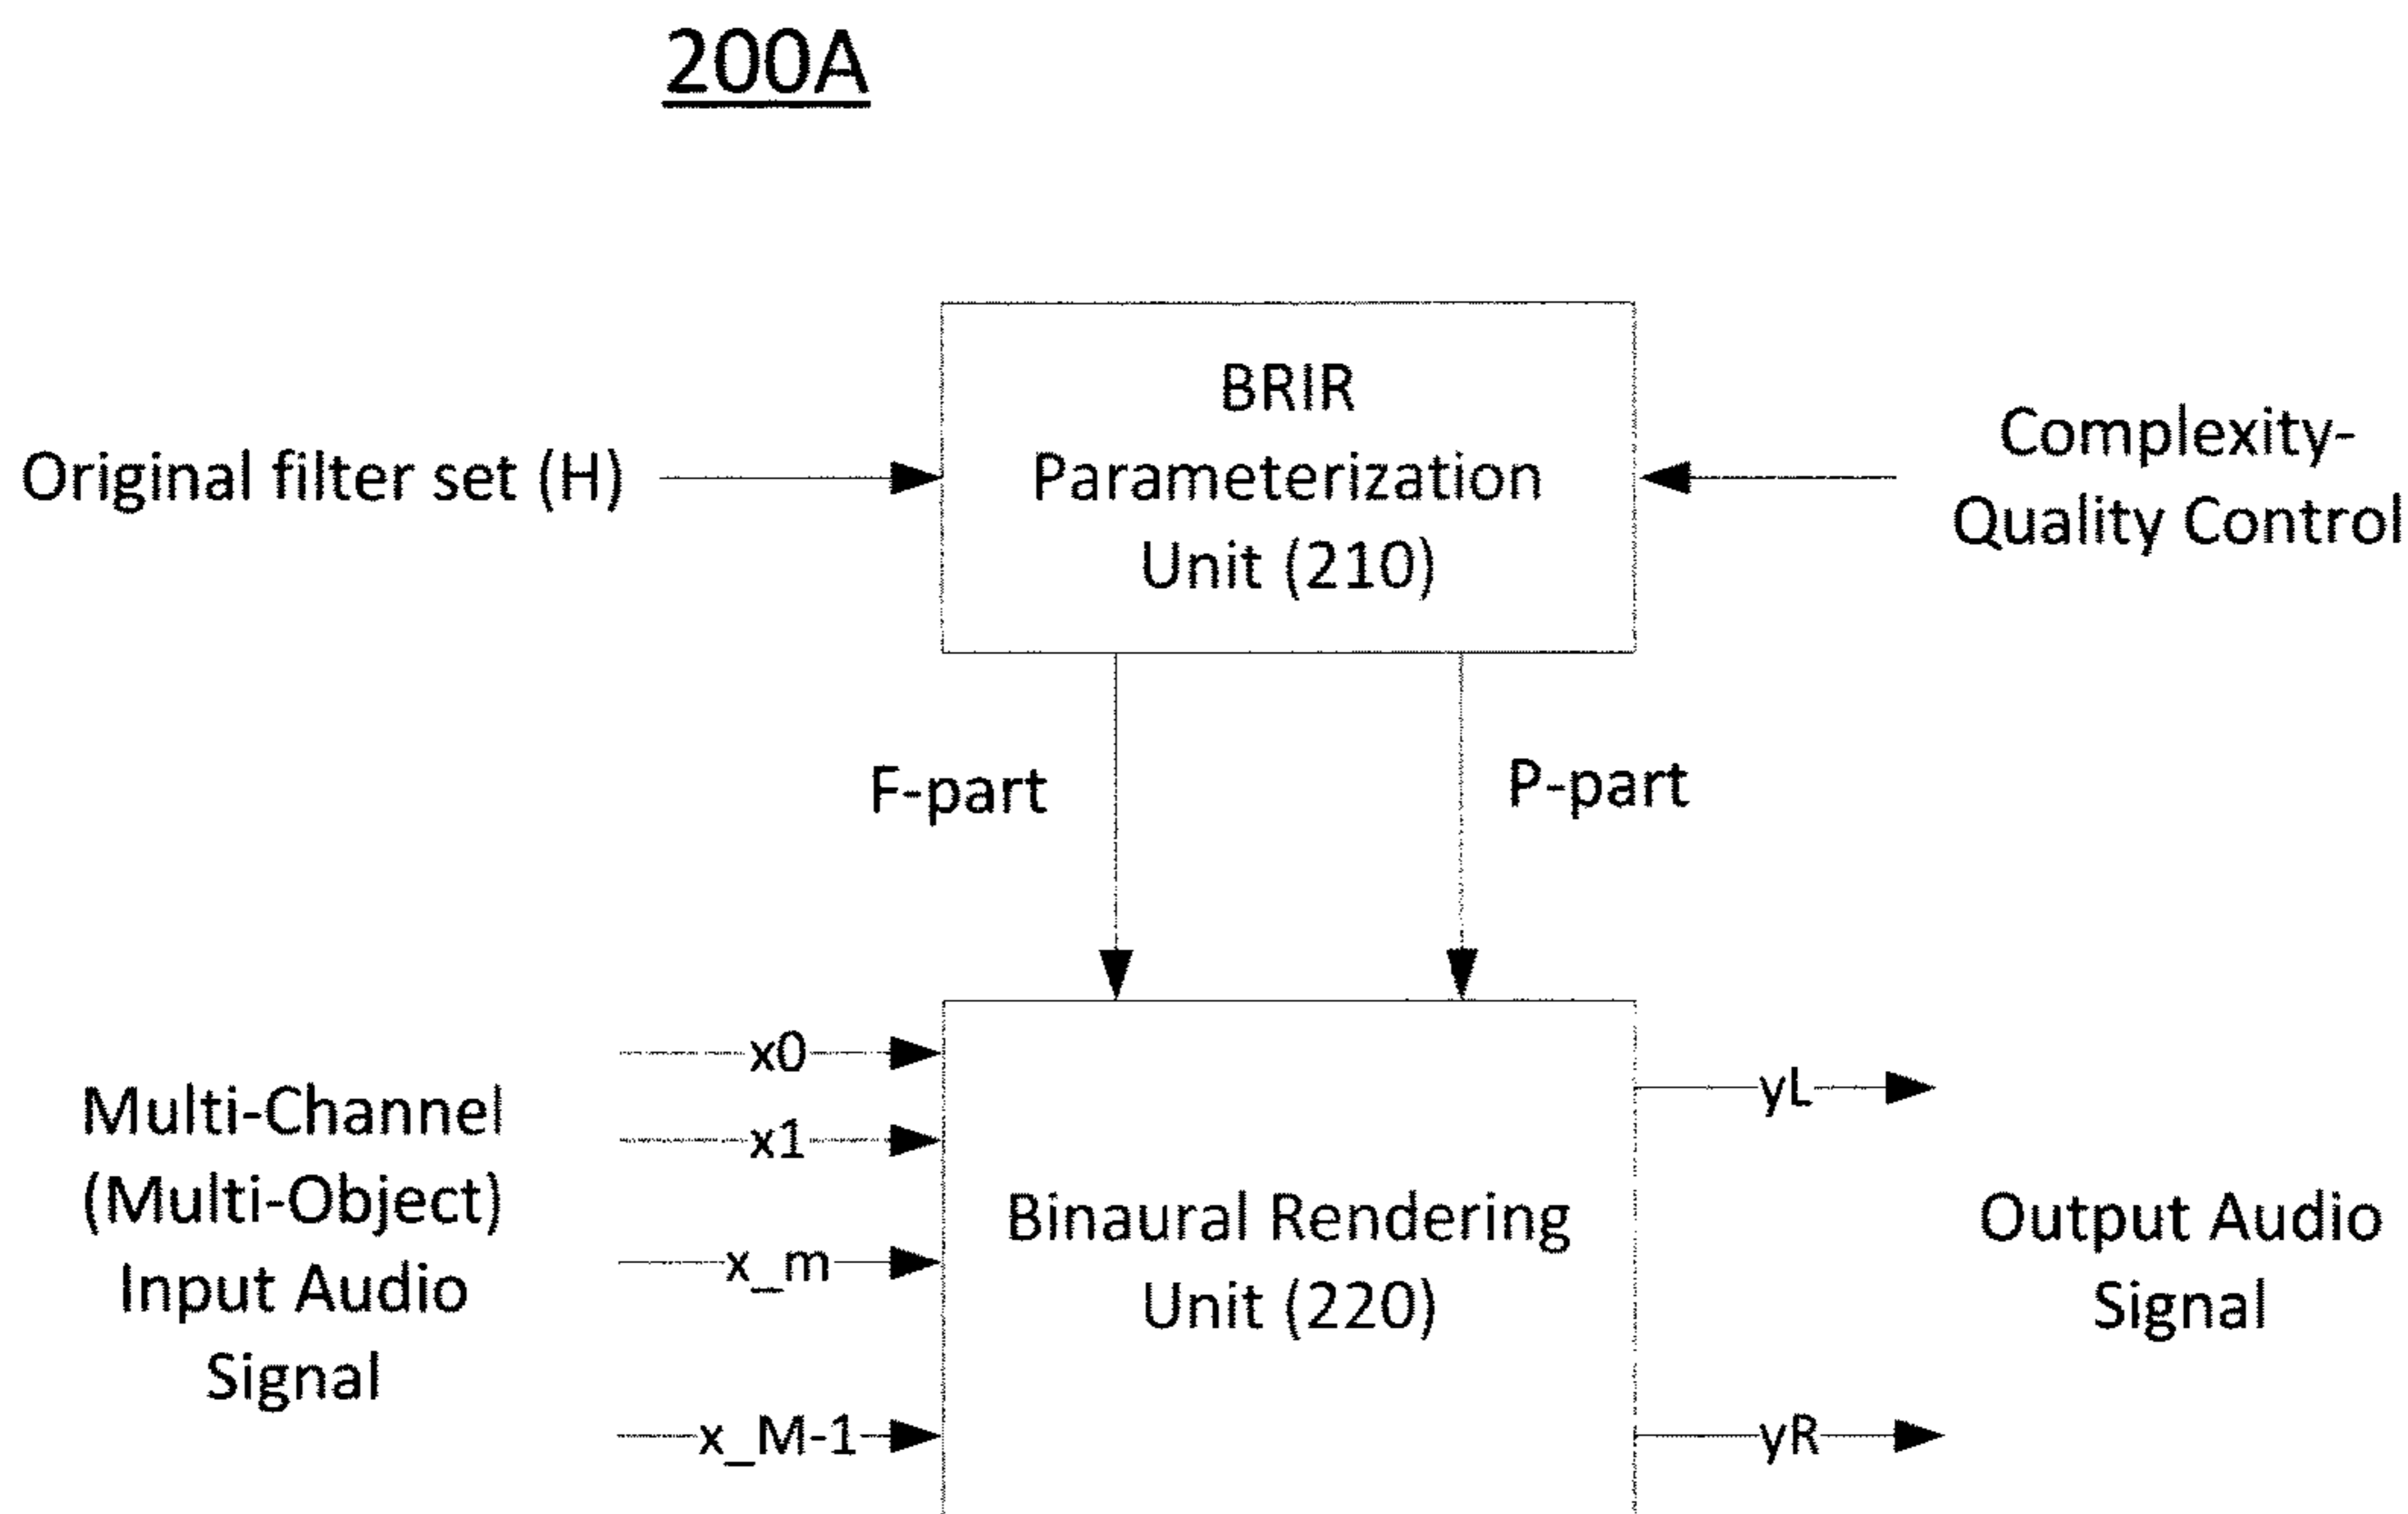 200A
BRIR
Parameterization
Unit (210)
Original filter set (H)
Complexity-
Quality Control
F-part
P-part
Multi-Channel
(Multi-Object)
Input Audio
Signal
x0
x1
x_m
x_M-1
Binaural Rendering
Unit (220)
yL
yR
Output Audio
Signal